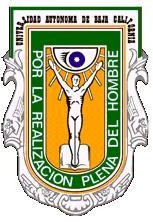 UNIVERSIDAD AUTONOMA DE BAJA CALIFORNIA
POR LA REALIZACION PLENA DEL HOMBRE